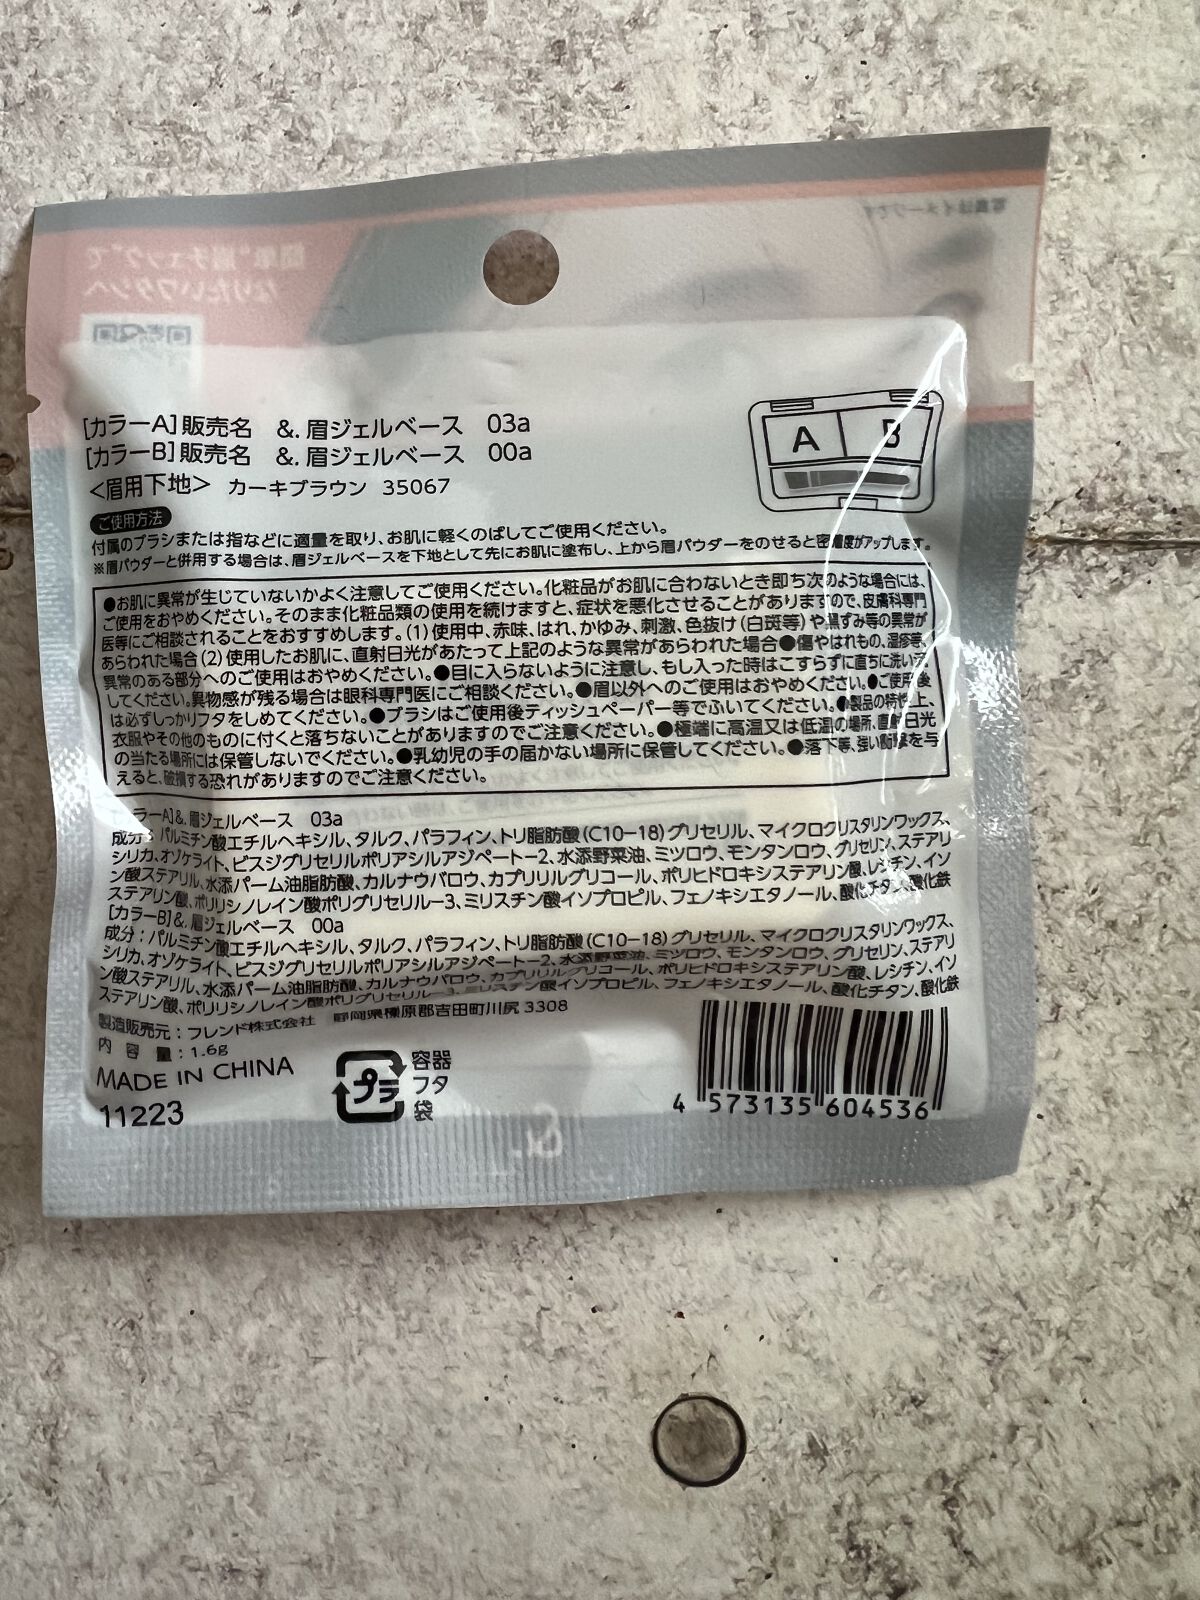 [カラーA]販売名 &. 眉ジェルベース 03a
[カラーB]販売名 &. 眉ジェルベース 00a
<眉用下地> カーキブラウン 35067
A B
ご使用方法
付属のブラシまたは指などに適量を取り、お肌に軽くのばしてご使用ください。
※眉パウダーと併用する場合は、眉ジェルベースを下地として先にお肌に塗布し、上から眉パウダーをのせると密着度がアップします。
●お肌に異常が生じていないかよく注意してご使用ください。化粧品がお肌に合わないとき即ち次のような場合には、
ご使用をおやめください。そのまま化粧品類の使用を続けますと、症状を悪化させることがありますので、皮膚科専門
医等にご相談されることをおすすめします。(1)使用中、赤味、はれ、かゆみ、刺激、色抜け(白斑等)や黒ずみ等の異常が
あらわれた場合(2)使用したお肌に、直射日光があたって上記のような異常があらわれた場合●傷やはれもの、湿疹等、
異常のある部分へのご使用はおやめください。●目に入らないように注意し、もし入った時はこすらずに直ちに洗い流
してください。異物感が残る場合は眼科専門医にご相談ください。●眉以外へのご使用はおやめください。●ご使用後
は必ずしっかりフタをしめてください。●ブラシはご使用後ティッシュペーパー等でふいてください。●製品の特性上、
衣服やその他のものに付くと落ちないことがありますのでご注意ください。●極端に高温又は低温の場所、直射日光
の当たる場所には保管しないでください。●乳幼児の手の届かない場所に保管してください。●落下等、強い衝撃を与
えると、破損する恐れがありますのでご注意ください。
[カラーA]&. 眉ジェルベース 03a
成分：パルミチン酸エチルヘキシル、タルク、パラフィン、トリ脂肪酸(C10-18)グリセリル、マイクロクリスタリンワックス、
シリカ、オゾケライト、ビスジグリセリルポリアシルアジペート-2、水添野菜油、ミツロウ、モンタンロウ、グリセリン、ステアリ
ン酸ステアリル、水添パーム油脂肪酸、カルナウバロウ、カプリリルグリコール、ポリヒドロキシステアリン酸、レシチン、イソ
ステアリン酸、ポリリシノレイン酸ポリグリセリル-3、ミリスチン酸イソプロピル、フェノキシエタノール、酸化チタン、酸化鉄
[カラーB]&. 眉ジェルベース 00a
成分：パルミチン酸エチルヘキシル、タルク、パラフィン、トリ脂肪酸(C10-18)グリセリル、マイクロクリスタリンワックス、
シリカ、オゾケライト、ビスジグリセリルポリアシルアジペート-2、水添野菜油、ミツロウ、モンタンロウ、グリセリン、ステアリ
ン酸ステアリル、水添パーム油脂肪酸、カルナウバロウ、カプリリルグリコール、ポリヒドロキシステアリン酸、レシチン、イソ
ステアリン酸、ポリリシノレイン酸ポリグリセリル-3、ミリスチン酸イソプロピル、フェノキシエタノール、酸化チタン、酸化鉄
製造販売元：フレンド株式会社 静岡県榛原郡吉田町川尻3308
内容量：1.6g
MADE IN CHINA
11223
プラ
容器
フタ
袋
4 573135 604536